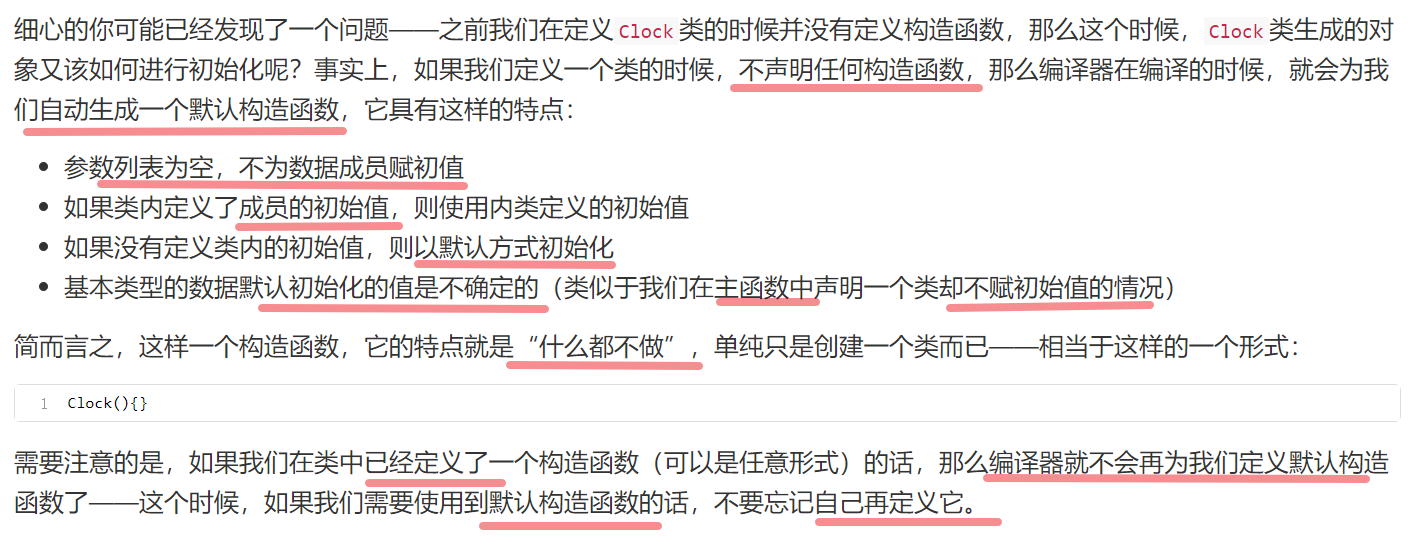 细心的你可能已经发现了一个问题——之前我们在定义 Clock 类的时候并没有定义构造函数，那么这个时候， Clock 类生成的对
象又该如何进行初始化呢？事实上，如果我们定义一个类的时候，不声明任何构造函数，那么编译器在编译的时候，就会为我
们自动生成一个默认构造函数，它具有这样的特点：
• 参数列表为空，不为数据成员赋初值
• 如果类内定义了成员的初始值，则使用内类定义的初始值
• 如果没有定义类内的初始值，则以默认方式初始化
• 基本类型的数据默认初始化的值是不确定的（类似于我们在主函数中声明一个类却不赋初始值的情况）
简而言之，这样一个构造函数，它的特点就是“什么都不做”，单纯只是创建一个类而已——相当于这样的一个形式：
1 Clock(){}
需要注意的是，如果我们在类中已经定义了一个构造函数（可以是任意形式）的话，那么编译器就不会再为我们定义默认构造
函数了——这个时候，如果我们需要使用到默认构造函数的话，不要忘记自己再定义它。